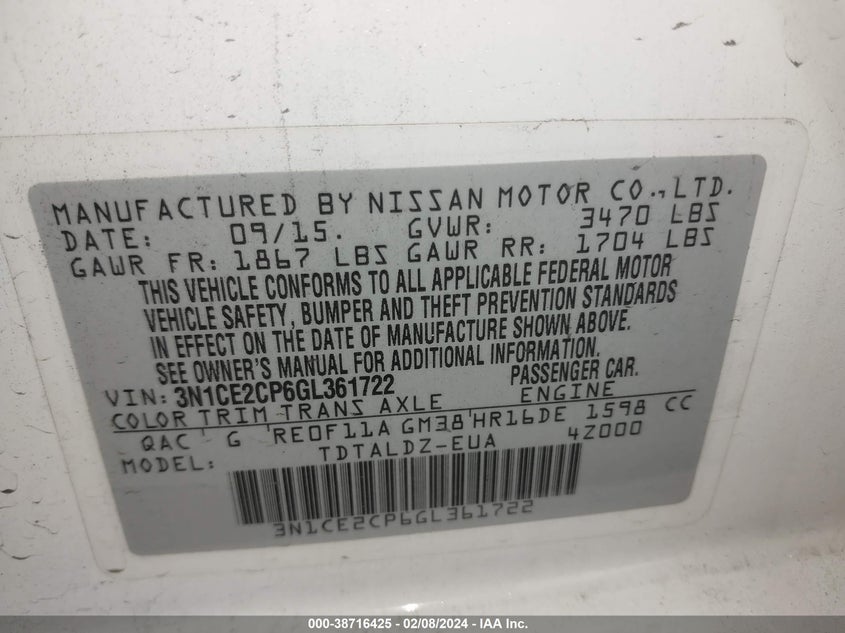 MANUFACTURED BY NISSAN MOTOR CO., LTD.
DATE: 09/15. GVWR: 3470 LBS
GAWR FR: 1867 LBS GAWR RR: 1704 LBS
THIS VEHICLE CONFORMS TO ALL APPLICABLE FEDERAL MOTOR
VEHICLE SAFETY, BUMPER AND THEFT PREVENTION STANDARDS
IN EFFECT ON THE DATE OF MANUFACTURE SHOWN ABOVE.
SEE OWNER'S MANUAL FOR ADDITIONAL INFORMATION.
VIN: 3N1CE2CP6GL361722 PASSENGER CAR.
COLOR TRIM TRANS AXLE ENGINE
QAC G RE0F11A GM38 HR16DE 1598 CC
MODEL: TDTALDZ-EUA 4Z000
3N1CE2CP6GL361722
000-38716425 - 02/08/2024 - IAA Inc.